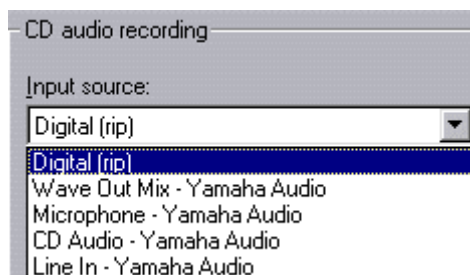 CD audio recording
Input source:
Digital (rip)
Digital (rip)
Wave Out Mix - Yamaha Audio
Microphone - Yamaha Audio
CD Audio - Yamaha Audio
Line In - Yamaha Audio